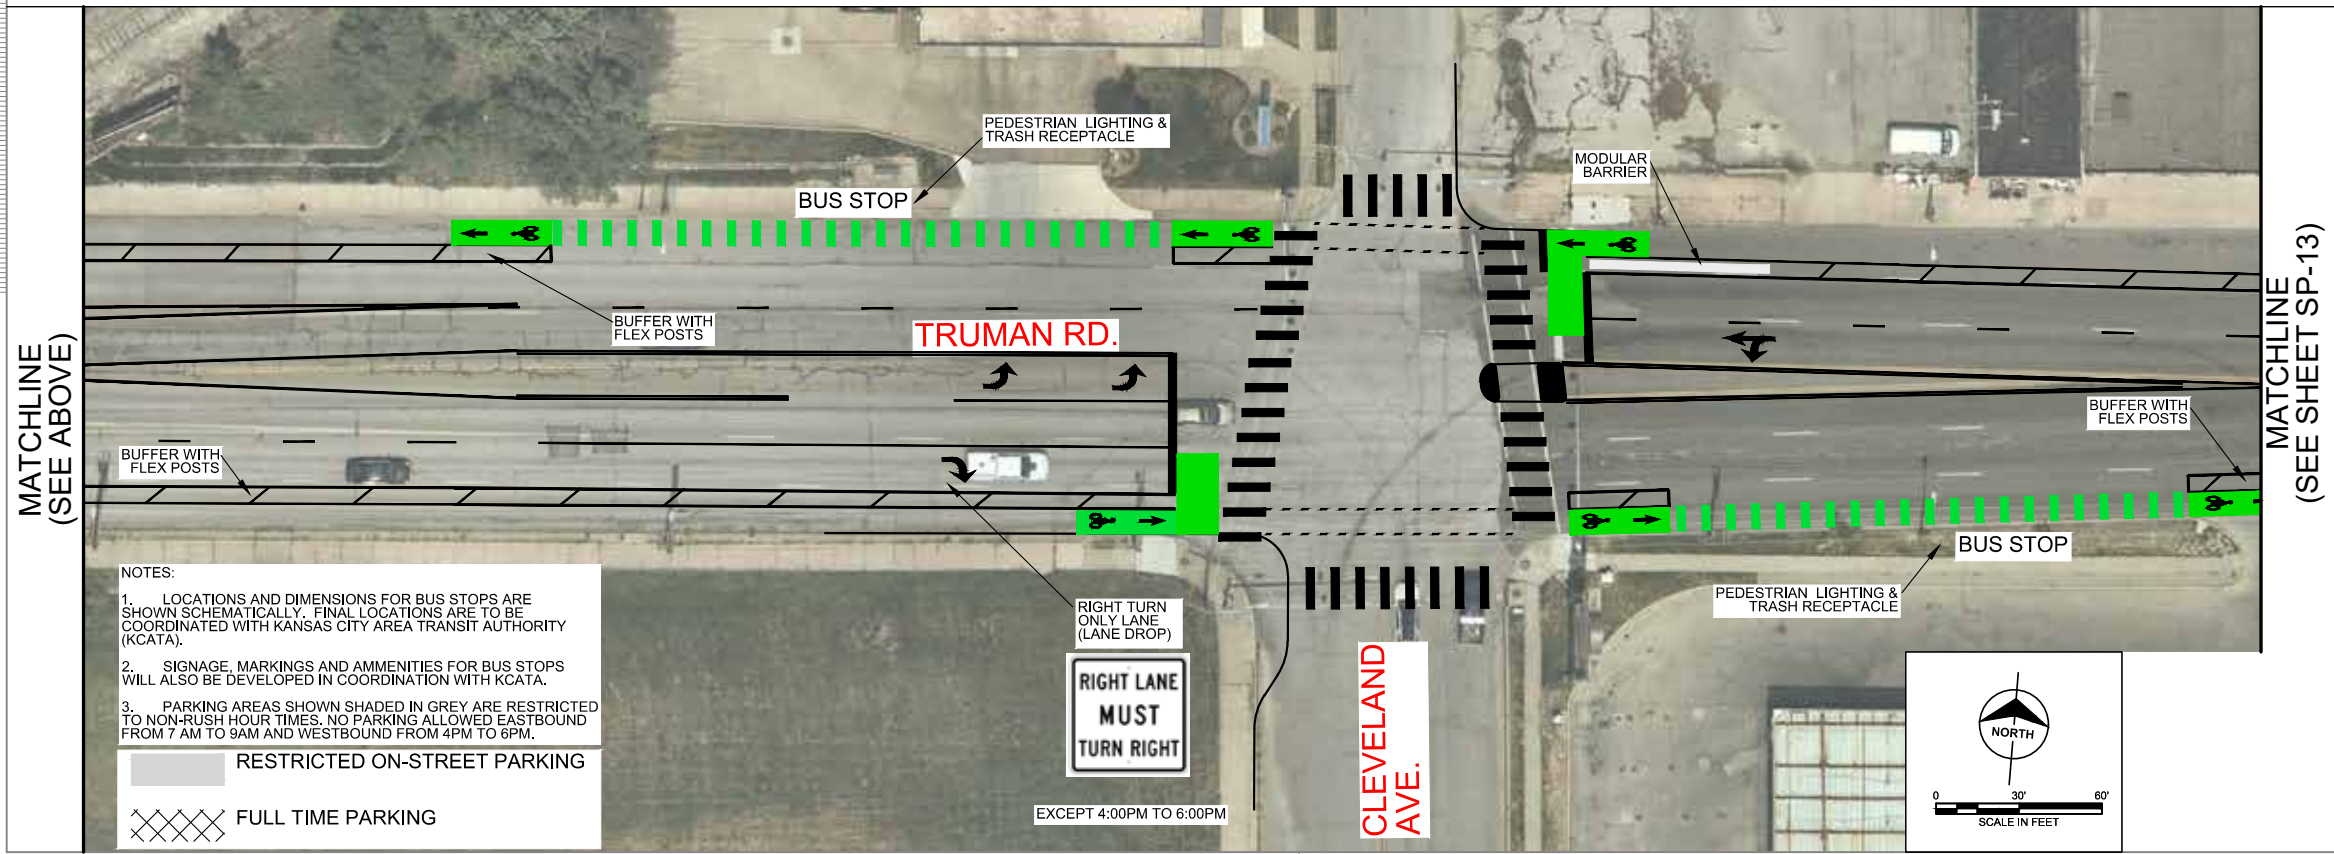 PEDESTRIAN LIGHTING &
TRASH RECEPTACLE
BUS STOP
MODULAR
BARRIER
MATCHLINE
(SEE ABOVE)
BUFFER WITH
FLEX POSTS
TRUMAN RD.
MATCHLINE
(SEE SHEET SP-13)
BUFFER WITH
FLEX POSTS
BUFFER WITH
FLEX POSTS
BUS STOP
PEDESTRIAN LIGHTING &
TRASH RECEPTACLE
RIGHT TURN
ONLY LANE
(LANE DROP)
RIGHT LANE
MUST
TURN RIGHT
EXCEPT 4:00PM TO 6:00PM
CLEVELAND
AVE.
NOTES:
1. LOCATIONS AND DIMENSIONS FOR BUS STOPS ARE
SHOWN SCHEMATICALLY. FINAL LOCATIONS ARE TO BE
COORDINATED WITH KANSAS CITY AREA TRANSIT AUTHORITY
(KCATA).
2. SIGNAGE, MARKINGS AND AMMENITIES FOR BUS STOPS
WILL ALSO BE DEVELOPED IN COORDINATION WITH KCATA.
3. PARKING AREAS SHOWN SHADED IN GREY ARE RESTRICTED
TO NON-RUSH HOUR TIMES. NO PARKING ALLOWED EASTBOUND
FROM 7 AM TO 9AM AND WESTBOUND FROM 4PM TO 6PM.
RESTRICTED ON-STREET PARKING
FULL TIME PARKING
NORTH
0 30' 60'
SCALE IN FEET